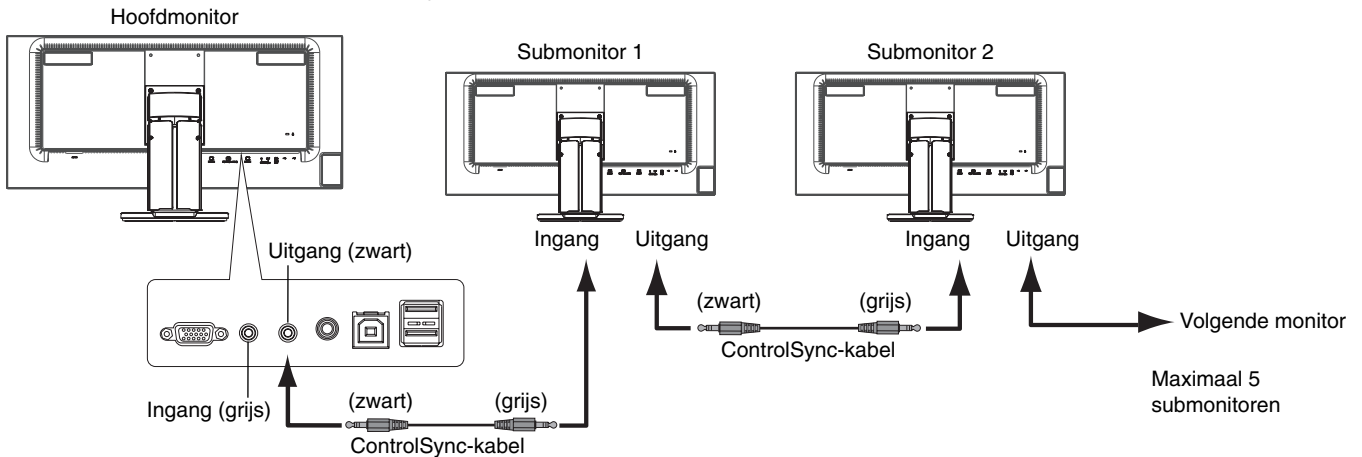 Hoofdmonitor
Submonitor 1
Submonitor 2
Ingang
Uitgang
Ingang
Uitgang
Uitgang (zwart)
(zwart)
(grijs)
ControlSync-kabel
Volgende monitor
Maximaal 5
submonitoren
Ingang (grijs)
(zwart)
(grijs)
ControlSync-kabel